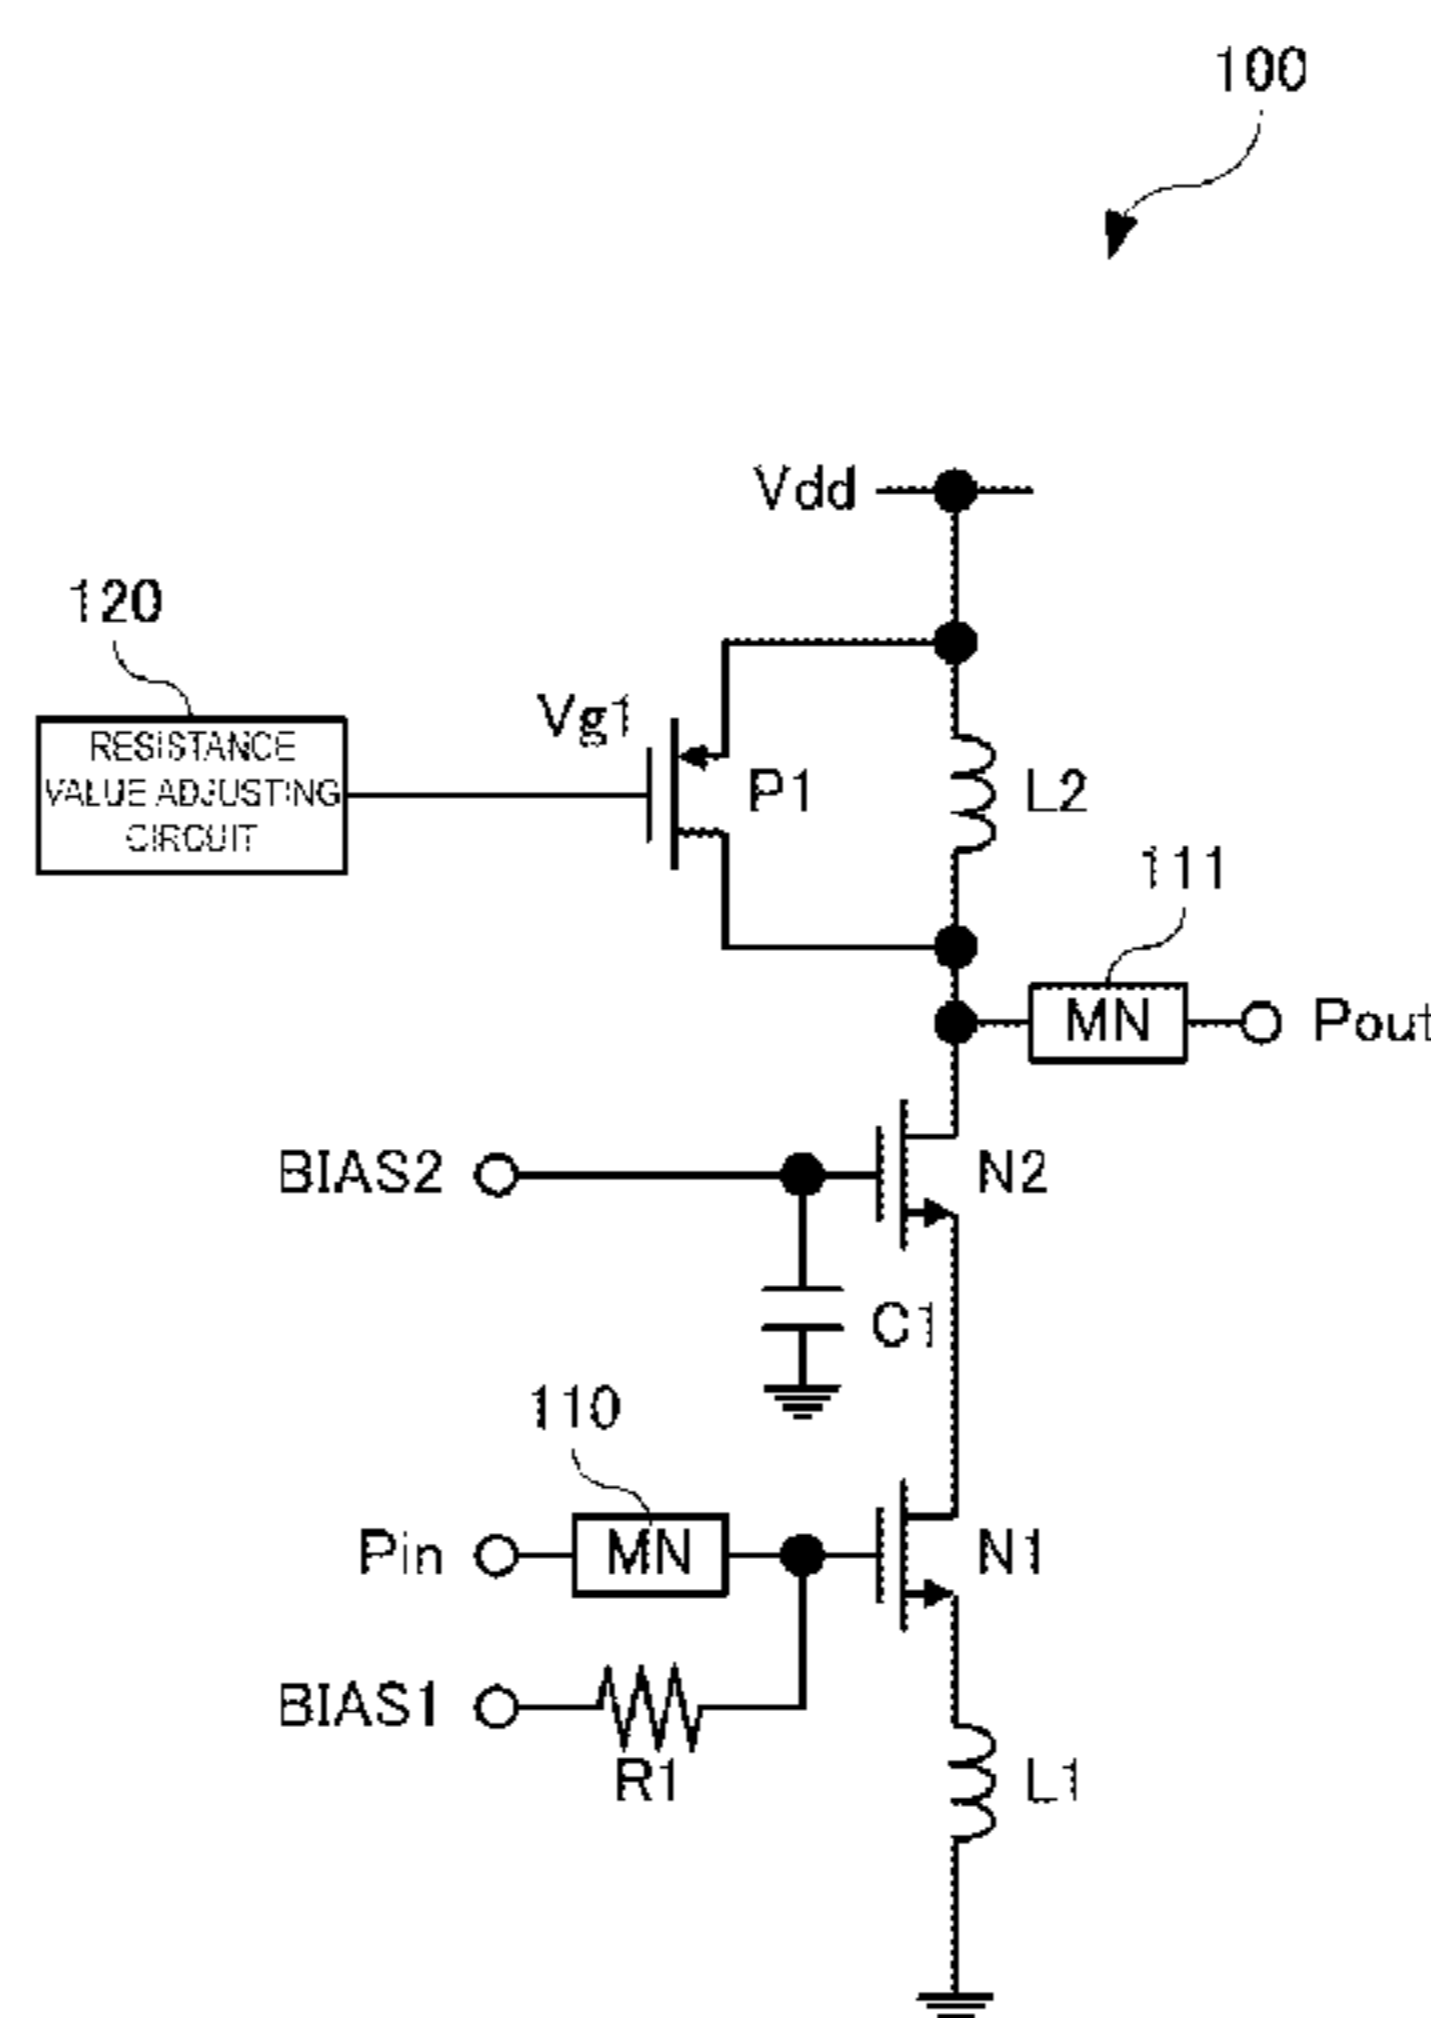 100
Vdd
120
Vg1
RESISTANCE
VALUE ADJUSTING
CIRCUIT
P1
L2
111
MN
Pout
BIAS2
N2
C1
110
Pin
MN
N1
BIAS1
R1
L1